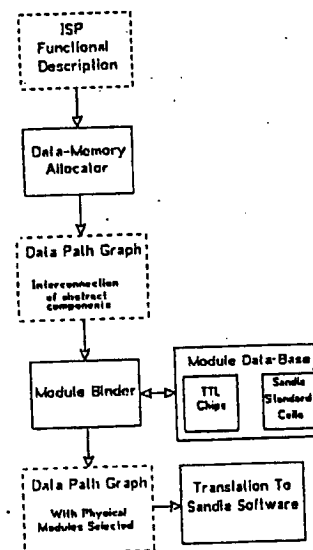 ISP
Functional
Description
Data-Memory
Allocator
Data Path Graph
Interconnection
of abstract
components
Module Binder
Module Data-Base
TTL
Chips
Sandia
Standard
Cells
Data Path Graph
With Physical
Modules Selected
Translation To
Sandia Software